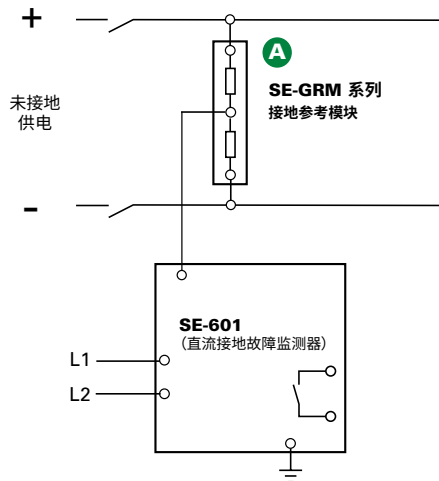 +
A
SE-GRM 系列
接地参考模块
未接地
供电
-
SE-601
（直流接地故障监测器）
L1
L2